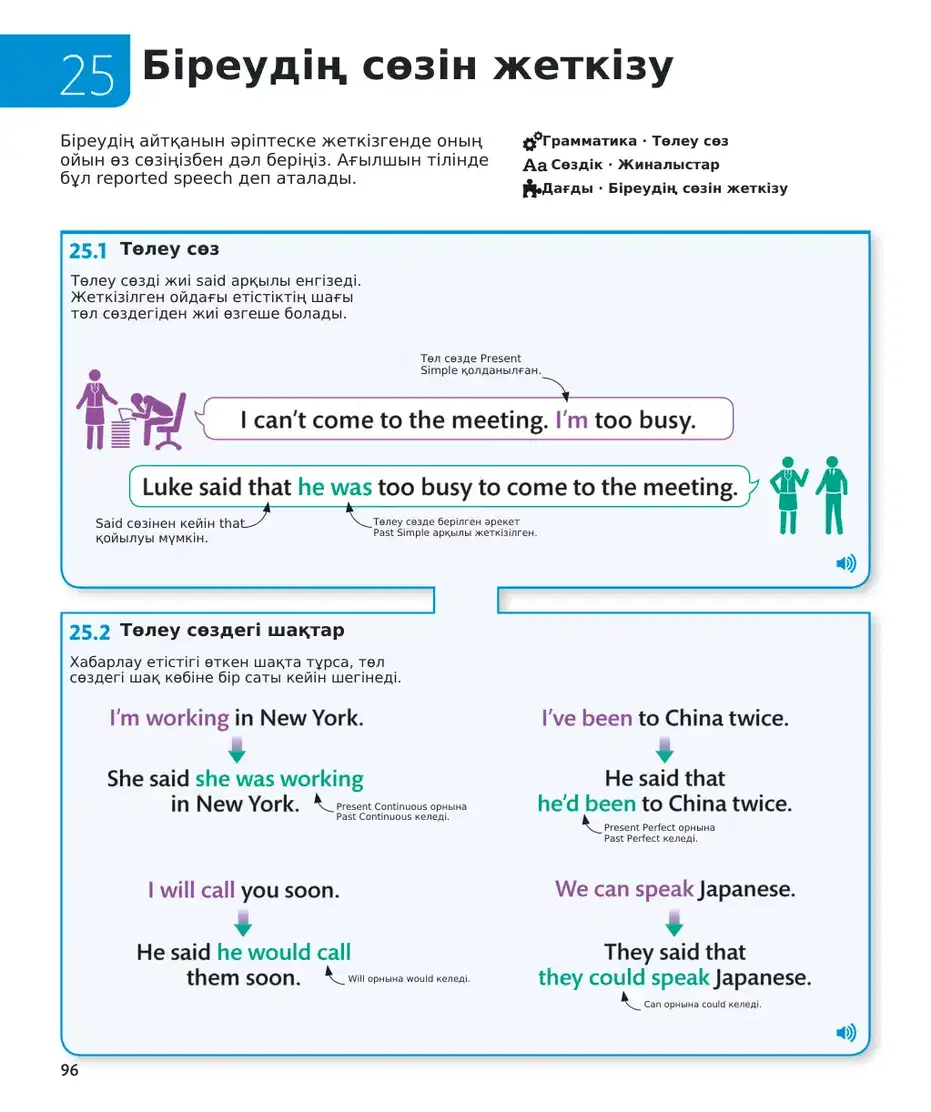 25
Біреудің сөзін жеткізу
Біреудің айтқанын әріптеске жеткізгенде оның
ойын өз сөзіңізбен дәл беріңіз. Ағылшын тілінде
бұл reported speech деп аталады.
Грамматика · Төлеу сөз
Aa Сөздік · Жиналыстар
Дағды · Біреудің сөзін жеткізу
25.1 Төлеу сөз
Төлеу сөзді жиі said арқылы енгізеді.
Жеткізілген ойдағы етістіктің шағы
төл сөздегіден жиі өзгеше болады.
Төл сөзде Present
Simple қолданылған.
I can't come to the meeting. I'm too busy.
Luke said that he was too busy to come to the meeting.
Said сөзінен кейін that
қойылуы мүмкін.
Төлеу сөзде берілген әрекет
Past Simple арқылы жеткізілген.
25.2 Төлеу сөздегі шақтар
Хабарлау етістігі өткен шақта тұрса, төл
сөздегі шақ көбіне бір саты кейін шегінеді.
I'm working in New York.
She said she was working
in New York.
Present Continuous орнына
Past Continuous келеді.
I've been to China twice.
He said that
he'd been to China twice.
Present Perfect орнына
Past Perfect келеді.
I will call you soon.
He said he would call
them soon.
Will орнына would келеді.
We can speak Japanese.
They said that
they could speak Japanese.
Can орнына could келеді.
96